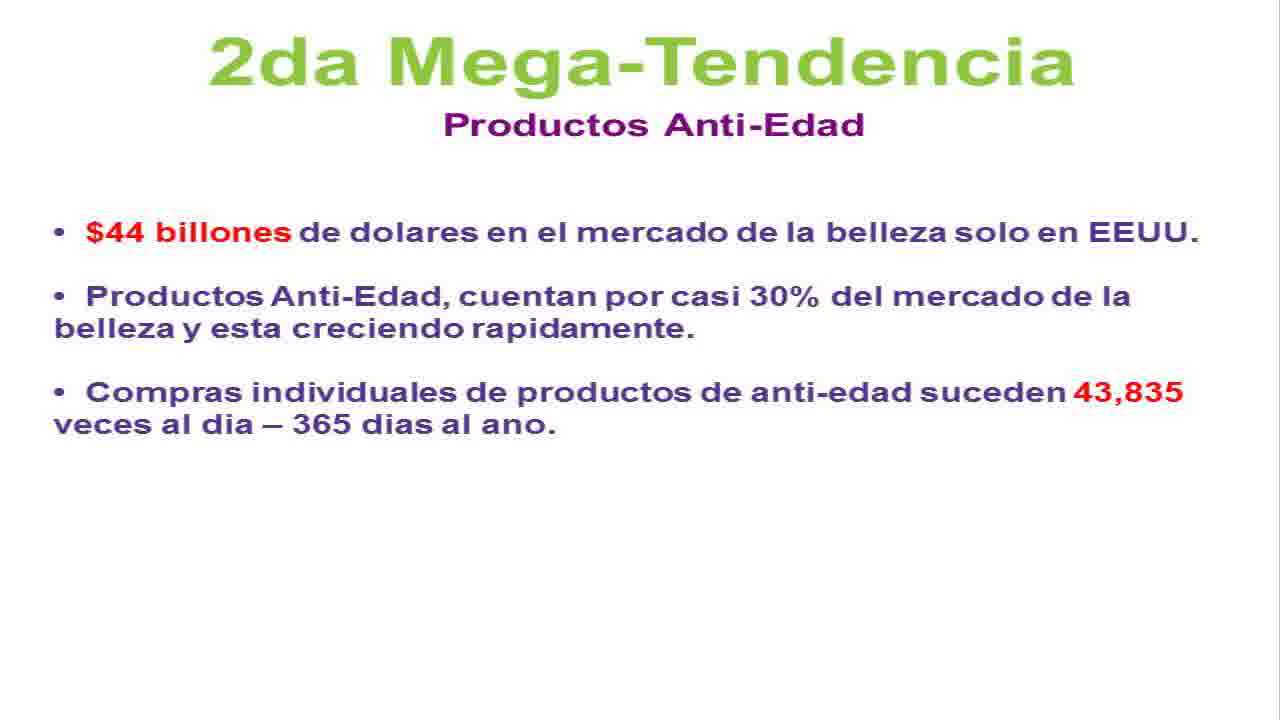 2da Mega-Tendencia
Productos Anti-Edad
• $44 billones de dolares en el mercado de la belleza solo en EEUU.
• Productos Anti-Edad, cuentan por casi 30% del mercado de la
belleza y esta creciendo rapidamente.
• Compras individuales de productos de anti-edad suceden 43,835
veces al dia – 365 dias al ano.